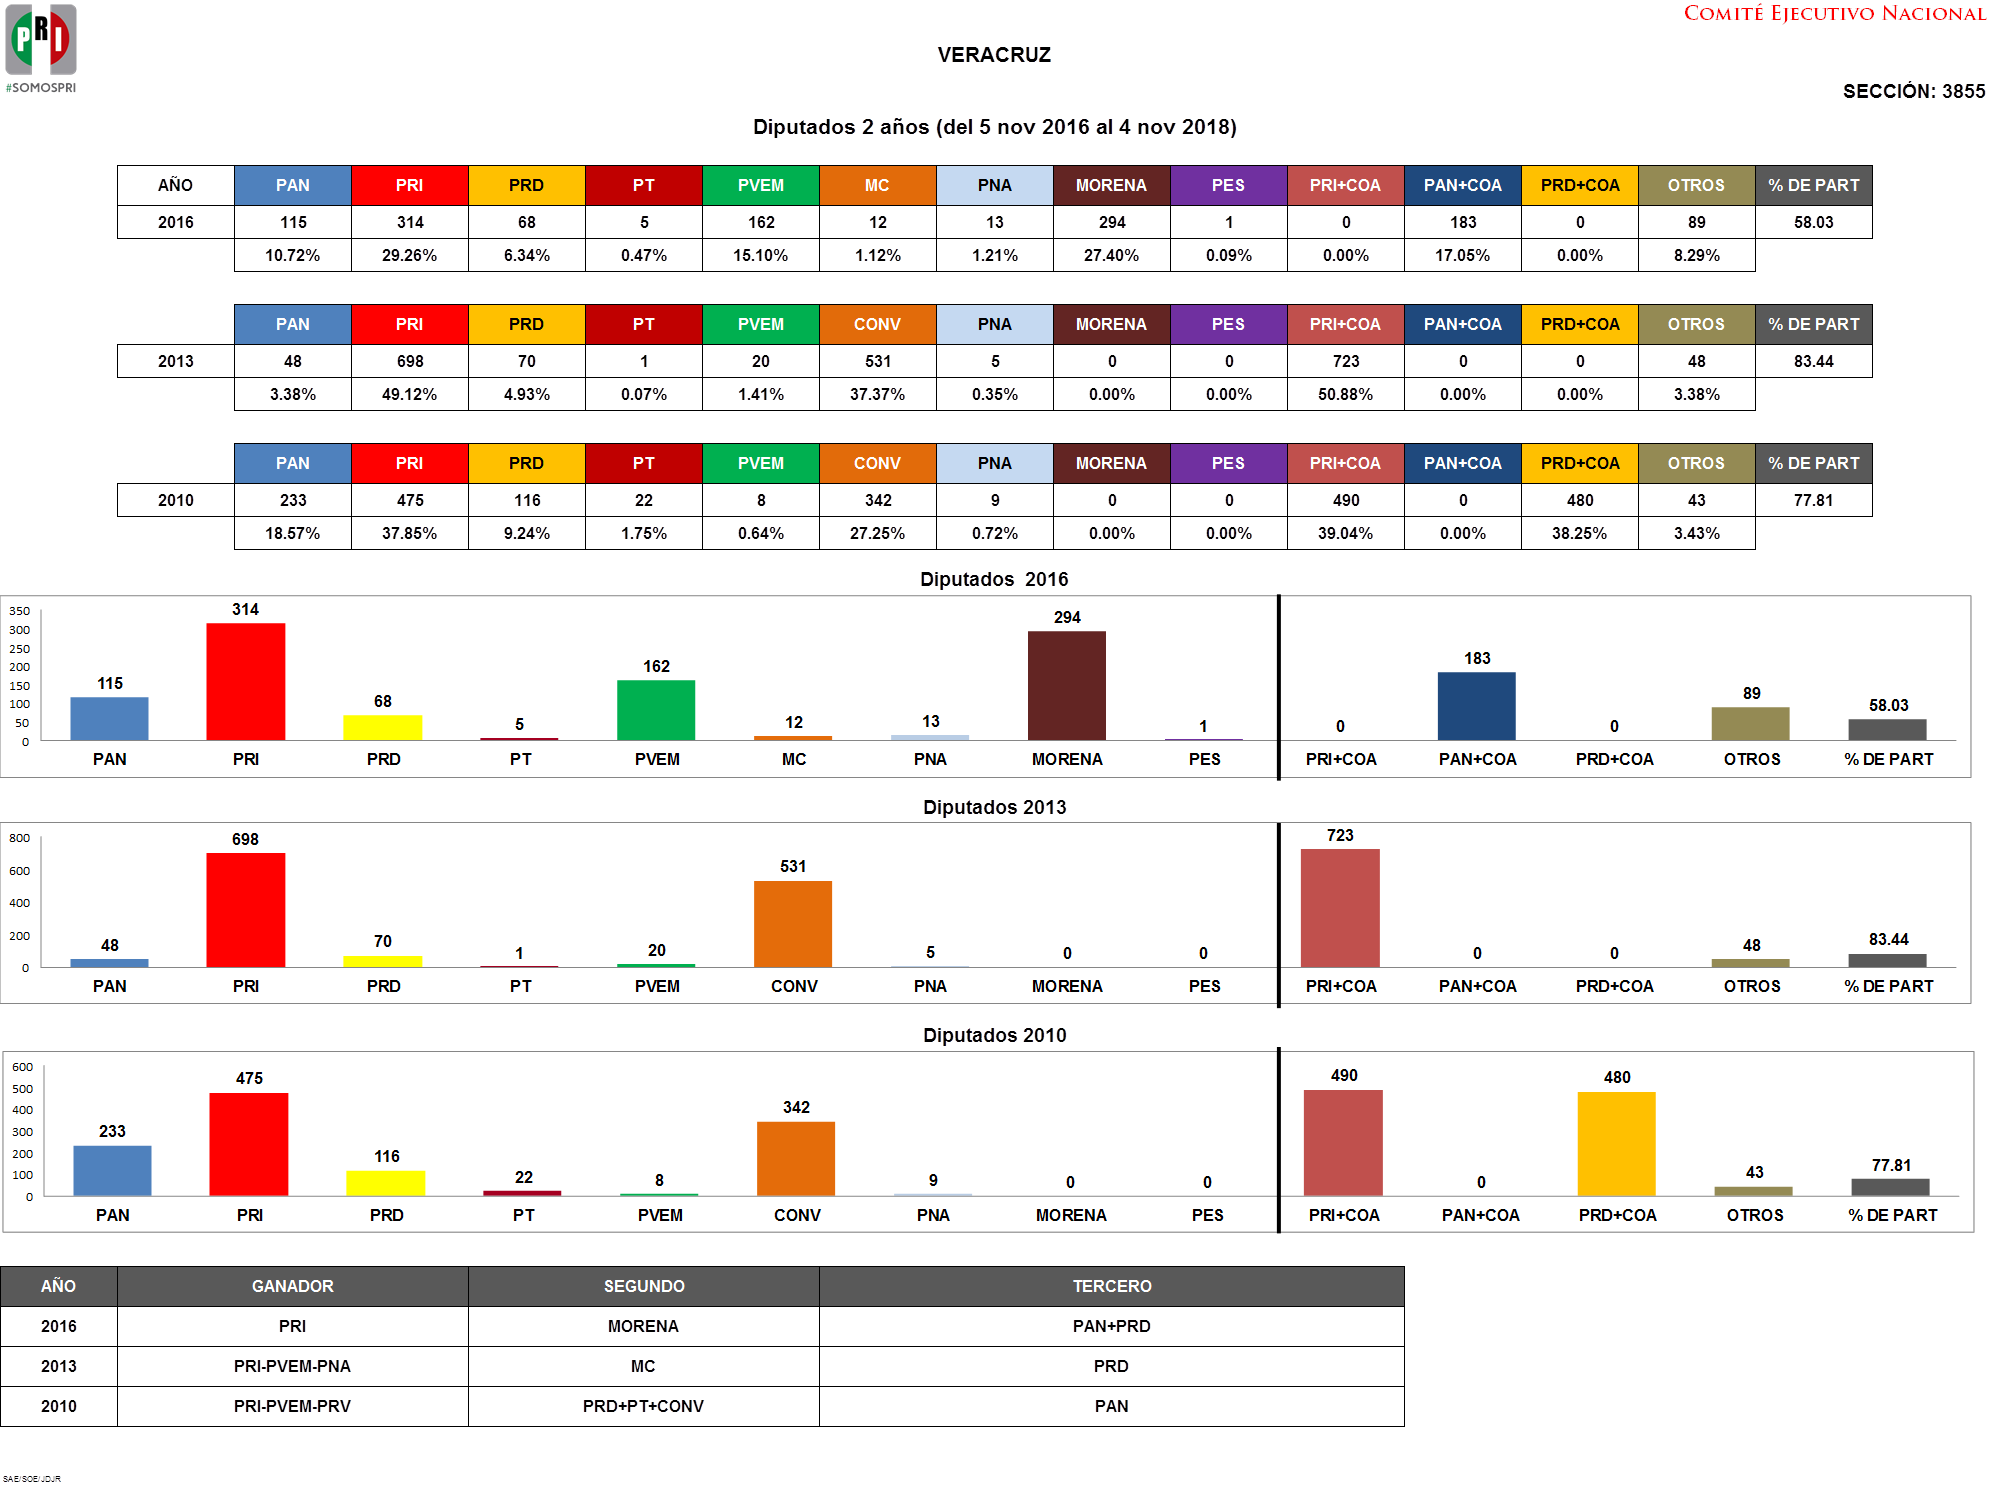 PRI
#SOMOSPRI
COMITÉ EJECUTIVO NACIONAL
VERACRUZ
SECCIÓN: 3855
Diputados 2 años (del 5 nov 2016 al 4 nov 2018)
AÑO PAN PRI PRD PT PVEM MC PNA MORENA PES PRI+COA PAN+COA PRD+COA OTROS % DE PART
2016 115 314 68 5 162 12 13 294 1 0 183 0 89 58.03
10.72% 29.26% 6.34% 0.47% 15.10% 1.12% 1.21% 27.40% 0.09% 0.00% 17.05% 0.00% 8.29%
PAN PRI PRD PT PVEM CONV PNA MORENA PES PRI+COA PAN+COA PRD+COA OTROS % DE PART
2013 48 698 70 1 20 531 5 0 0 723 0 0 48 83.44
3.38% 49.12% 4.93% 0.07% 1.41% 37.37% 0.35% 0.00% 0.00% 50.88% 0.00% 0.00% 3.38%
PAN PRI PRD PT PVEM CONV PNA MORENA PES PRI+COA PAN+COA PRD+COA OTROS % DE PART
2010 233 475 116 22 8 342 9 0 0 490 0 480 43 77.81
18.57% 37.85% 9.24% 1.75% 0.64% 27.25% 0.72% 0.00% 0.00% 39.04% 0.00% 38.25% 3.43%
Diputados 2016
350
300
250
200
150
100
50
0
115 314 68 5 162 12 13 294 1 0 183 0 89 58.03
PAN PRI PRD PT PVEM MC PNA MORENA PES PRI+COA PAN+COA PRD+COA OTROS % DE PART
Diputados 2013
800
600
400
200
0
48 698 70 1 20 531 5 0 0 723 0 0 48 83.44
PAN PRI PRD PT PVEM CONV PNA MORENA PES PRI+COA PAN+COA PRD+COA OTROS % DE PART
Diputados 2010
600
500
400
300
200
100
0
233 475 116 22 8 342 9 0 0 490 0 480 43 77.81
PAN PRI PRD PT PVEM CONV PNA MORENA PES PRI+COA PAN+COA PRD+COA OTROS % DE PART
AÑO GANADOR SEGUNDO TERCERO
2016 PRI MORENA PAN+PRD
2013 PRI-PVEM-PNA MC PRD
2010 PRI-PVEM-PRV PRD+PT+CONV PAN
SAE/SOE/JDJR